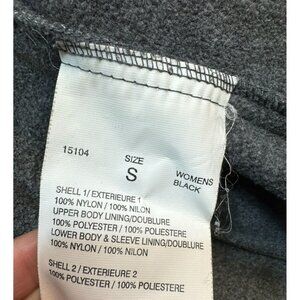 15104
SIZE
S
WOMENS
BLACK
SHELL 1 / EXTERIEURE 1
100% NYLON / 100% NILON
UPPER BODY LINING/DOUBLURE
100% POLYESTER / 100% POLIESTERE
LOWER BODY & SLEEVE LINING/DOUBLURE
100% NYLON / 100% NILON
SHELL 2 / EXTERIEUR 2
100% POLYESTER / 100% POLIESTERE